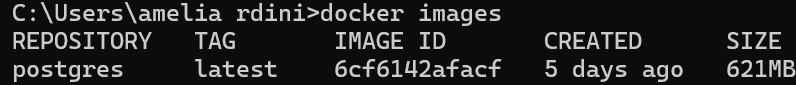 C:\Users\amelia rdini>docker images
REPOSITORY   TAG       IMAGE ID       CREATED      SIZE
postgres     latest    6cf6142afacf   5 days ago   621MB